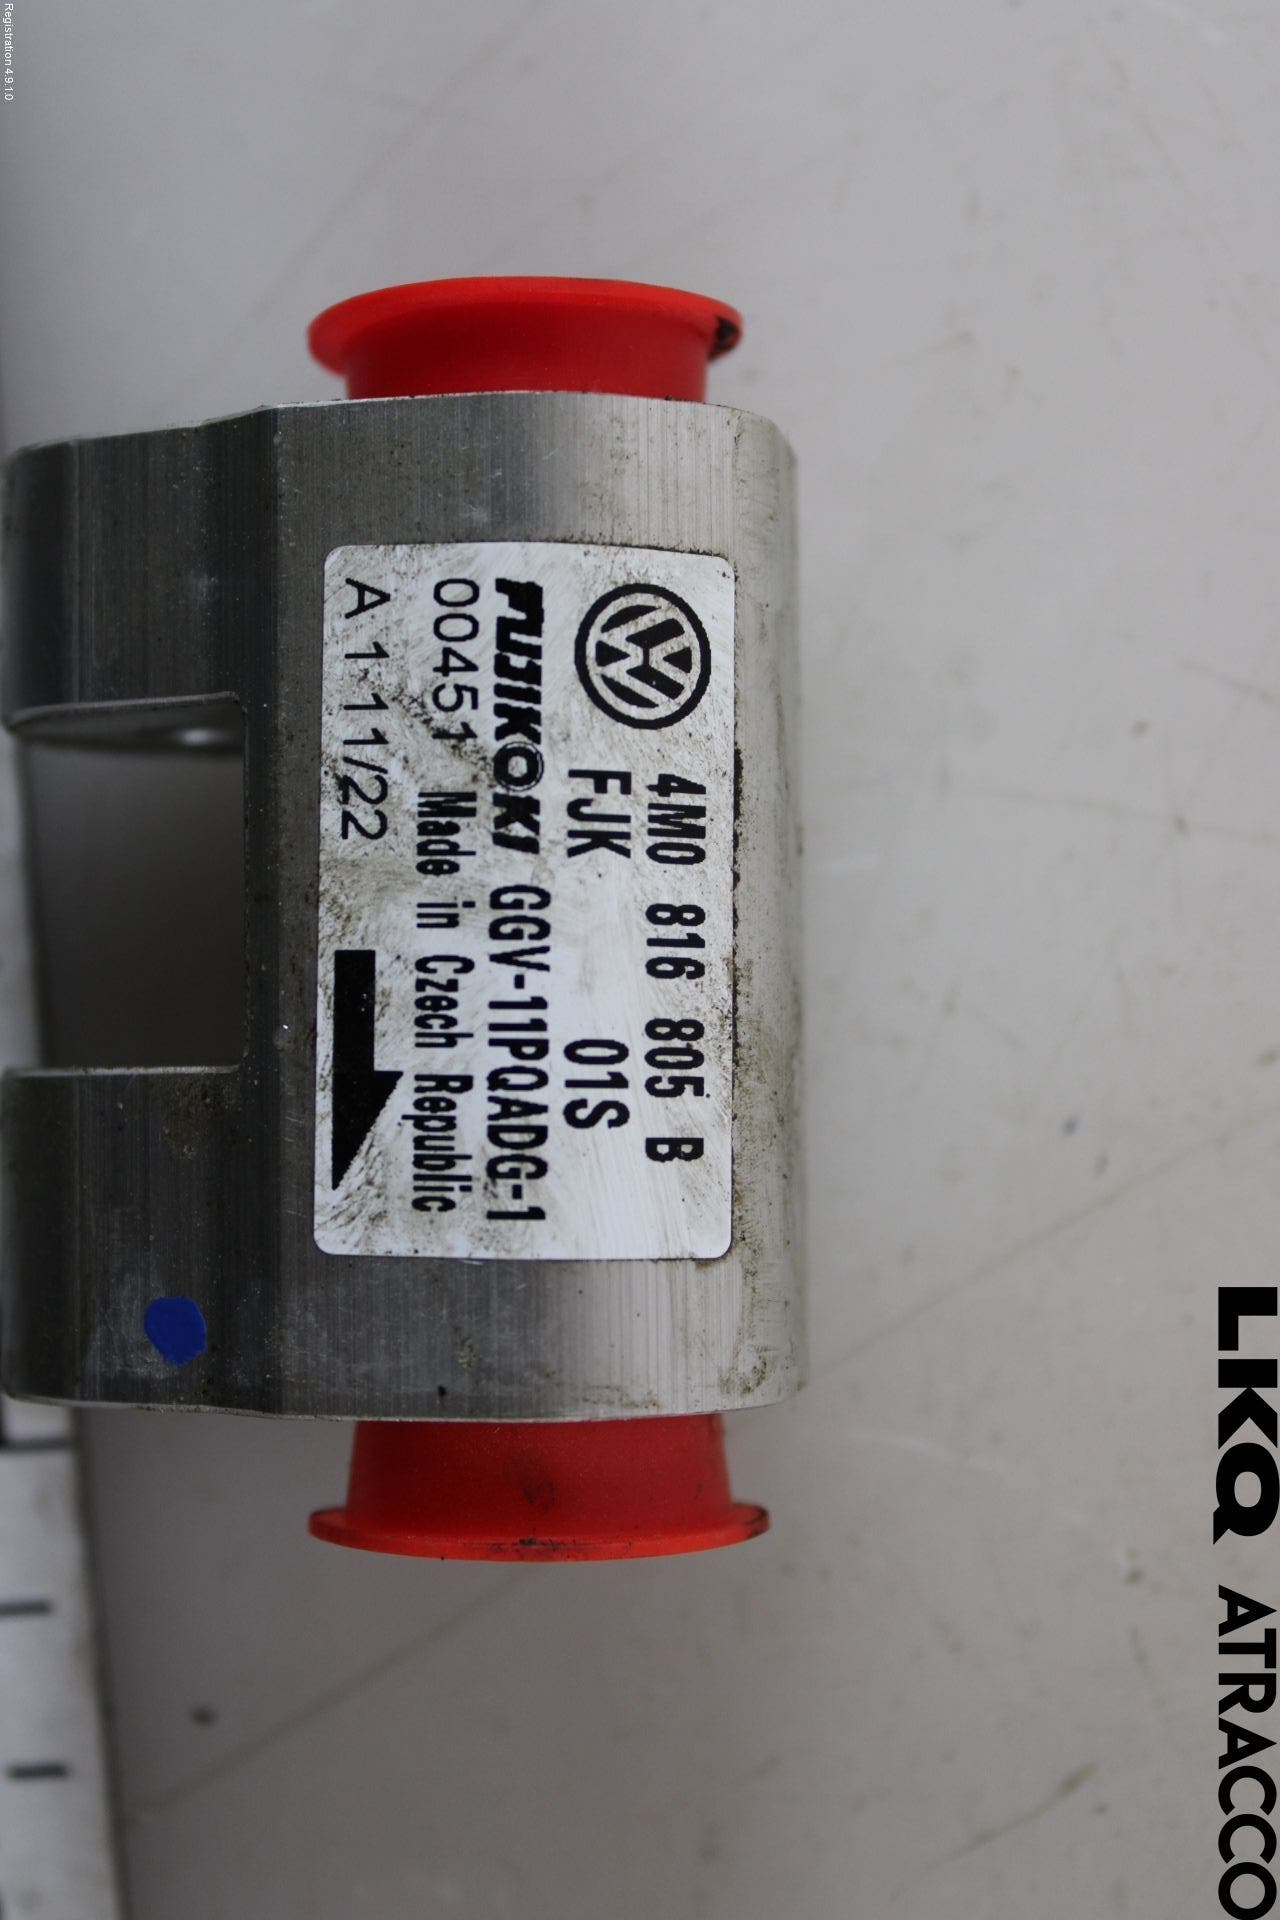 Registration 4.9.1.0
4M0 816 805 B
FJK 01S
FUJIKOKI GGV-11PQADG-1
00451 Made in Czech Republic
A 1 11/22
LKQ ATRACCO